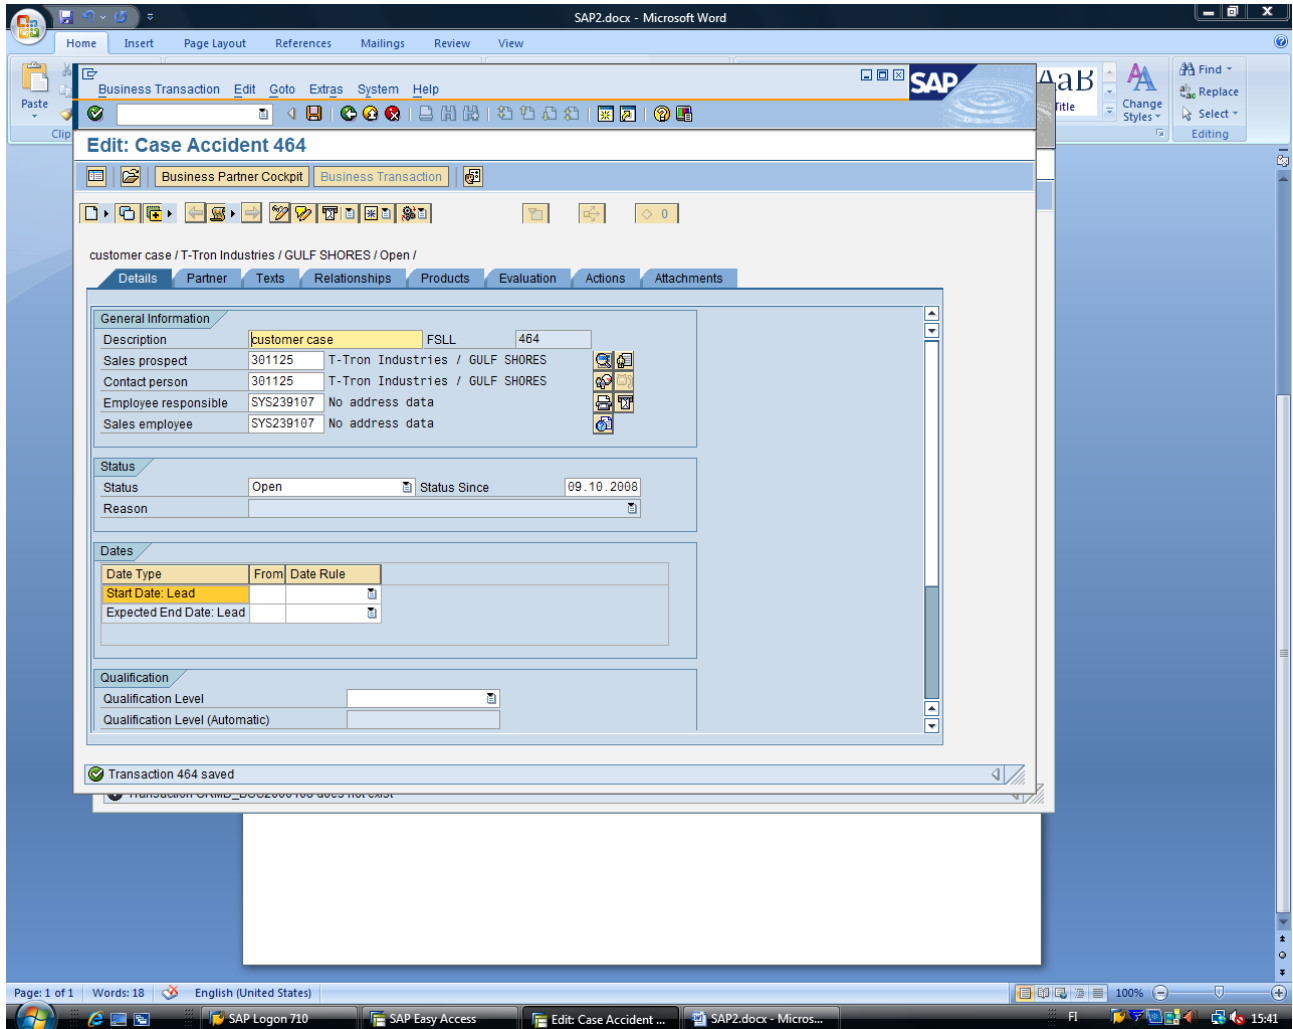 SAP2.docx - Microsoft Word
Home Insert Page Layout References Mailings Review View
Paste
Clip
Business Transaction Edit Goto Extras System Help
SAP
AaB
Title
Change Styles
Find
Replace
Select
Editing
Edit: Case Accident 464
Business Partner Cockpit Business Transaction
0
customer case / T-Tron Industries / GULF SHORES / Open /
Details Partner Texts Relationships Products Evaluation Actions Attachments
General Information
Description customer case FSLL 464
Sales prospect 301125 T-Tron Industries / GULF SHORES
Contact person 301125 T-Tron Industries / GULF SHORES
Employee responsible SYS239107 No address data
Sales employee SYS239107 No address data
Status
Status Open Status Since 09.10.2008
Reason
Dates
Date Type From Date Rule
Start Date: Lead
Expected End Date: Lead
Qualification
Qualification Level
Qualification Level (Automatic)
Transaction 464 saved
does not exist
Page: 1 of 1 Words: 18 English (United States) 100%
SAP Logon 710 SAP Easy Access Edit: Case Accident ... SAP2.docx - Micros... FI 15:41